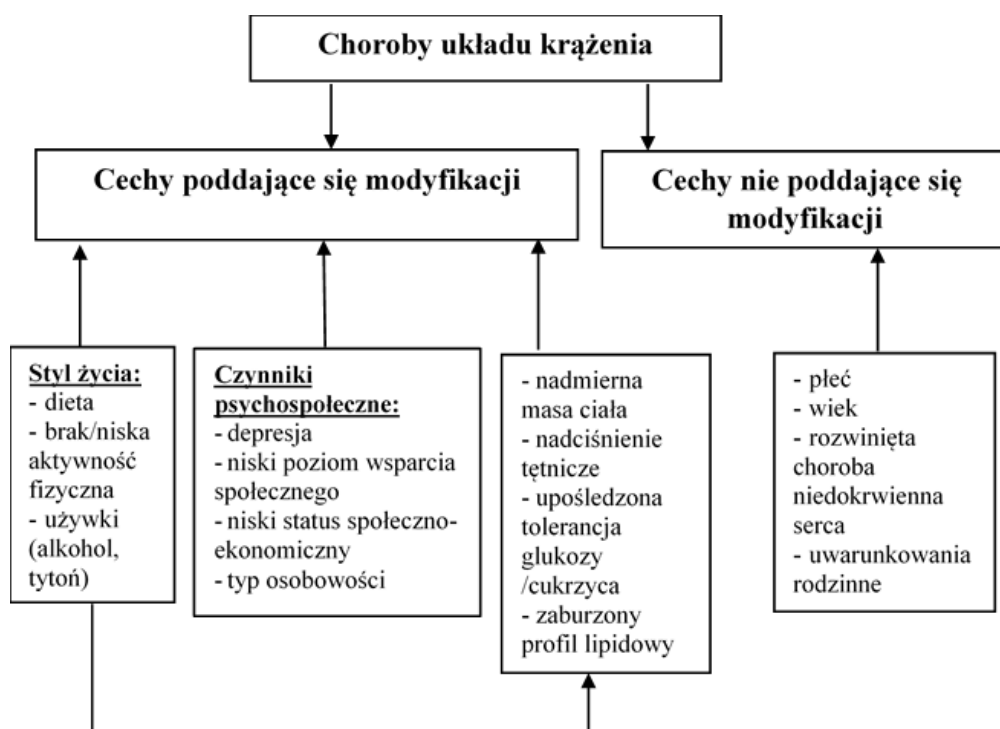 Choroby układu krążenia
Cechy poddające się modyfikacji
Cechy nie poddające się
modyfikacji
Styl życia:
- dieta
- brak/niska
aktywność
fizyczna
- używki
(alkohol,
tytoń)
Czynniki
psychospołeczne:
- depresja
- niski poziom wsparcia
społecznego
- niski status społeczno-
ekonomiczny
- typ osobowości
- nadmierna
masa ciała
- nadciśnienie
tętnicze
- upośledzona
tolerancja
glukozy
/cukrzyca
- zaburzony
profil lipidowy
- płeć
- wiek
- rozwinięta
choroba
niedokrwienna
serca
- uwarunkowania
rodzinne